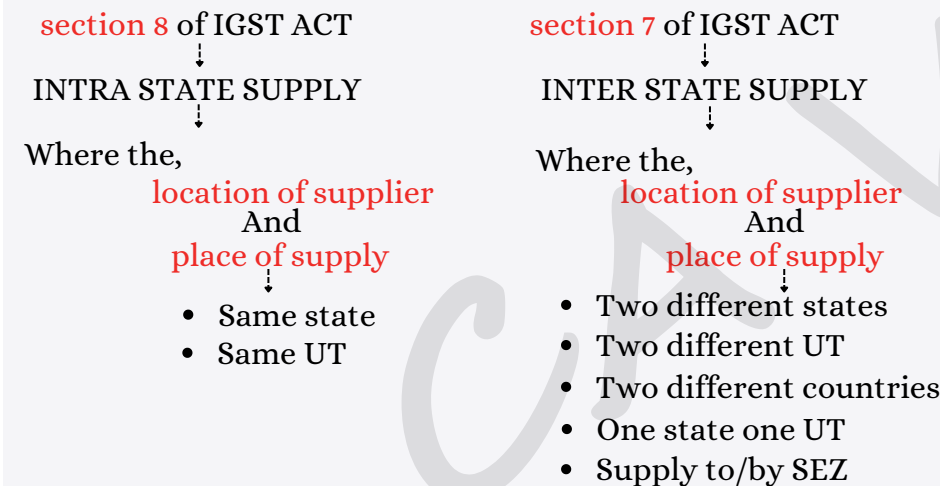 section 8 of IGST ACT
INTRA STATE SUPPLY
Where the,
location of supplier
And
place of supply
• Same state
• Same UT
section 7 of IGST ACT
INTER STATE SUPPLY
Where the,
location of supplier
And
place of supply
• Two different states
• Two different UT
• Two different countries
• One state one UT
• Supply to/by SEZ
CA